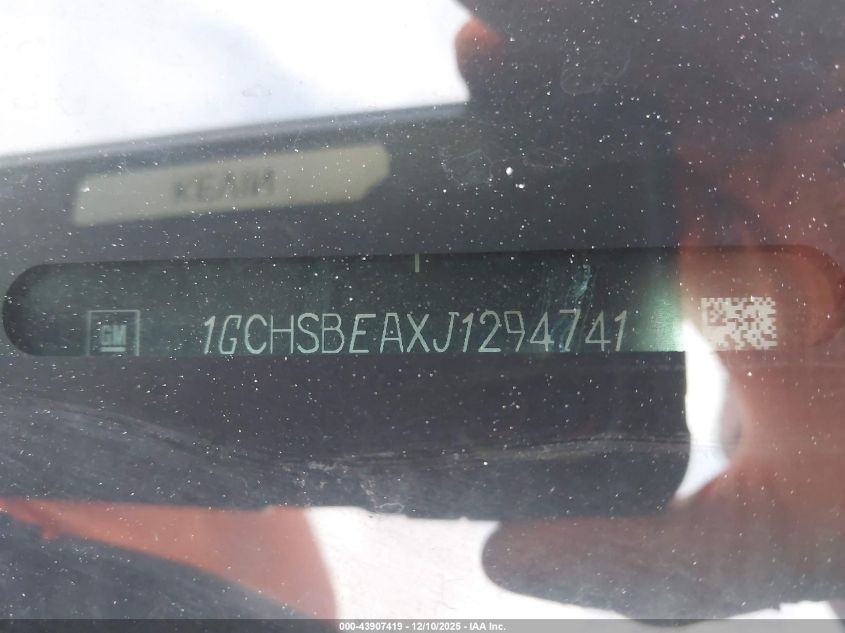 GM
1GCHSBEAXJ1294741
000-43907419 - 12/10/2025 - IAA Inc.